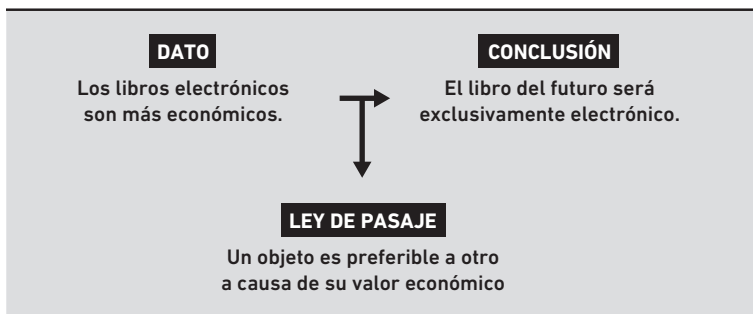 DATO
Los libros electrónicos
son más económicos.
CONCLUSIÓN
El libro del futuro será
exclusivamente electrónico.
LEY DE PASAJE
Un objeto es preferible a otro
a causa de su valor económico